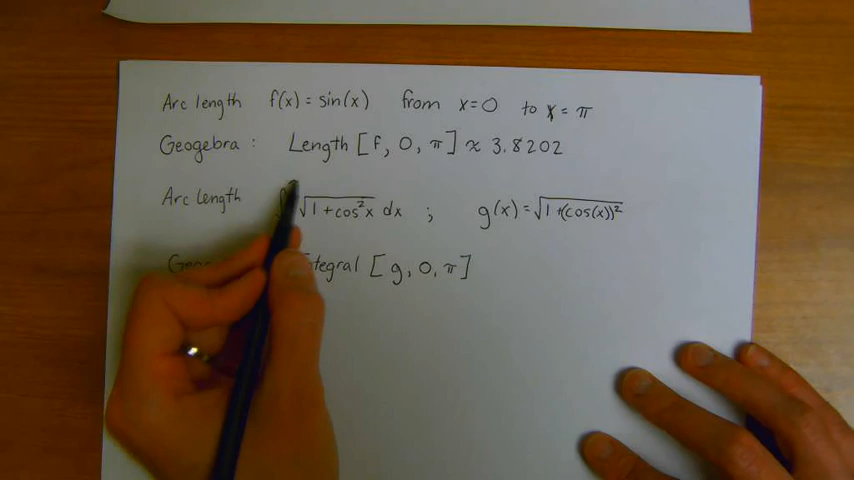 Arc length f(x) = sin(x) from x=0 to x = π
Geogebra : Length [f, 0, π] ≈ 3.8202
Arc length √1 + cos²x dx ; g(x) = √1 + (cos(x))²
[g, 0, π]